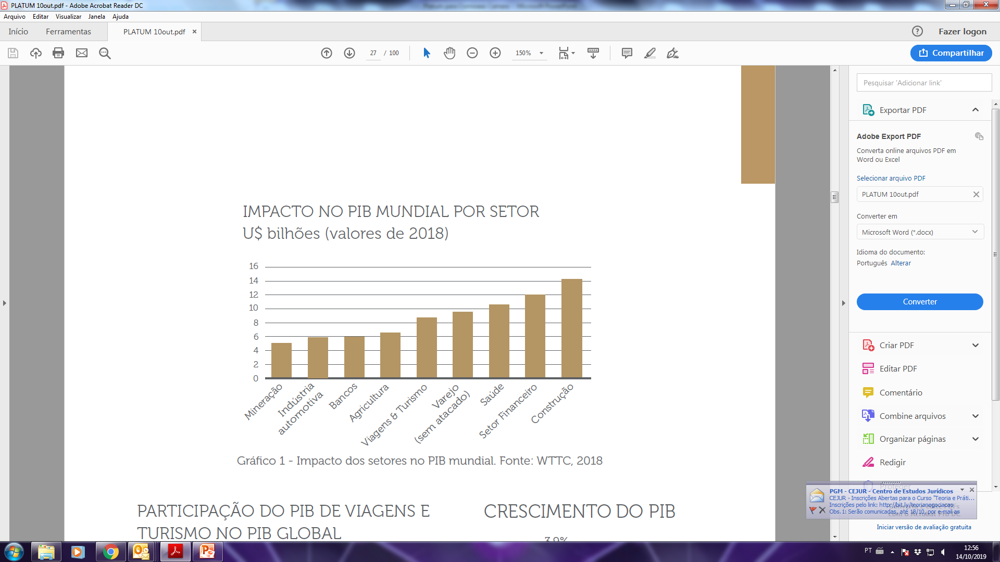 PLATUM 10out.pdf - Adobe Acrobat Reader DC
Arquivo Editar Visualizar Janela Ajuda
Início Ferramentas PLATUM 10out.pdf Fazer logon
27 / 100 150% Compartilhar
IMPACTO NO PIB MUNDIAL POR SETOR
U$ bilhões (valores de 2018)
16
14
12
10
8
6
4
2
0
Mineração
Indústria
automotiva
Bancos
Agricultura
Viagens & Turismo
Varejo
(sem atacado)
Saúde
Setor Financeiro
Construção
Gráfico 1 - Impacto dos setores no PIB mundial. Fonte: WTTC, 2018
PARTICIPAÇÃO DO PIB DE VIAGENS E
TURISMO NO PIB GLOBAL
CRESCIMENTO DO PIB
3,9%
Pesquisar 'Adicionar link'
Exportar PDF
Adobe Export PDF
Converta online arquivos PDF em
Word ou Excel
Selecionar arquivo PDF
PLATUM 10out.pdf
Converter em
Microsoft Word (*.docx)
Idioma do documento:
Português Alterar
Converter
Criar PDF
Editar PDF
Comentário
Combine arquivos
Organizar páginas
Redigir
Proteger
PGM - CEJUR - Centro de Estudos Jurídicos
CEJUR - Inscrições Abertas para o Curso "Teoria e Práti...
Inscrições pelo link: http://bit.ly/teorianegociacao
Obs.1: Serão comunicadas, até 18/10, por e-mail as
Iniciar versão de avaliação gratuita
PT
12:56
14/10/2019